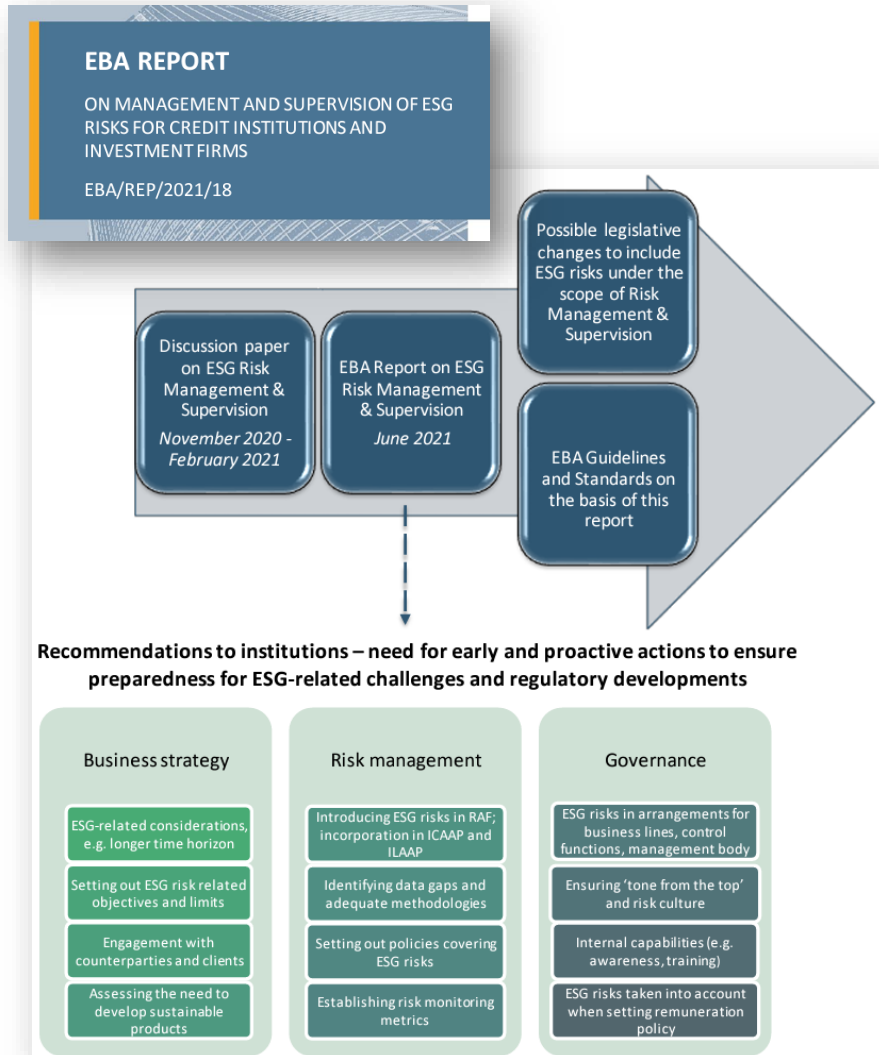 EBA REPORT
ON MANAGEMENT AND SUPERVISION OF ESG
RISKS FOR CREDIT INSTITUTIONS AND
INVESTMENT FIRMS
EBA/REP/2021/18
Discussion paper
on ESG Risk
Management &
Supervision
November 2020 -
February 2021
EBA Report on ESG
Risk Management
& Supervision
June 2021
Possible legislative
changes to include
ESG risks under the
scope of Risk
Management &
Supervision
EBA Guidelines
and Standards on
the basis of this
report
Recommendations to institutions – need for early and proactive actions to ensure
preparedness for ESG-related challenges and regulatory developments
Business strategy
ESG-related considerations,
e.g. longer time horizon
Setting out ESG risk related
objectives and limits
Engagement with
counterparties and clients
Assessing the need to
develop sustainable
products
Risk management
Introducing ESG risks in RAF;
incorporation in ICAAP and
ILAAP
Identifying data gaps and
adequate methodologies
Setting out policies covering
ESG risks
Establishing risk monitoring
metrics
Governance
ESG risks in arrangements for
business lines, control
functions, management body
Ensuring ‘tone from the top’
and risk culture
Internal capabilities (e.g.
awareness, training)
ESG risks taken into account
when setting remuneration
policy